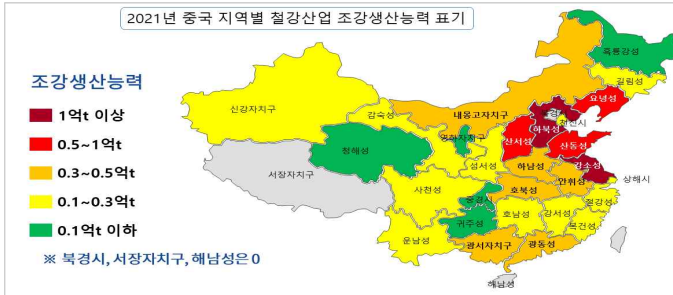 2021년 중국 지역별 철강산업 조강생산능력 표기
조강생산능력
1억t 이상
0.5~1억t
0.3~0.5억t
0.1~0.3억t
0.1억t 이하
※ 북경시, 서장자치구, 해남성은 0
흑룡강성
길림성
요녕성
신강자치구
감숙성
내몽고자치구
천진시
하북성
영하자치구
산서성
산동성
청해성
섬서성
서장자치구
하남성
강소성
사천성
호북성
안휘성
상해시
중경시
절강성
귀주성
호남성
강서성
복건성
운남성
광서자치구
광동성
해남성